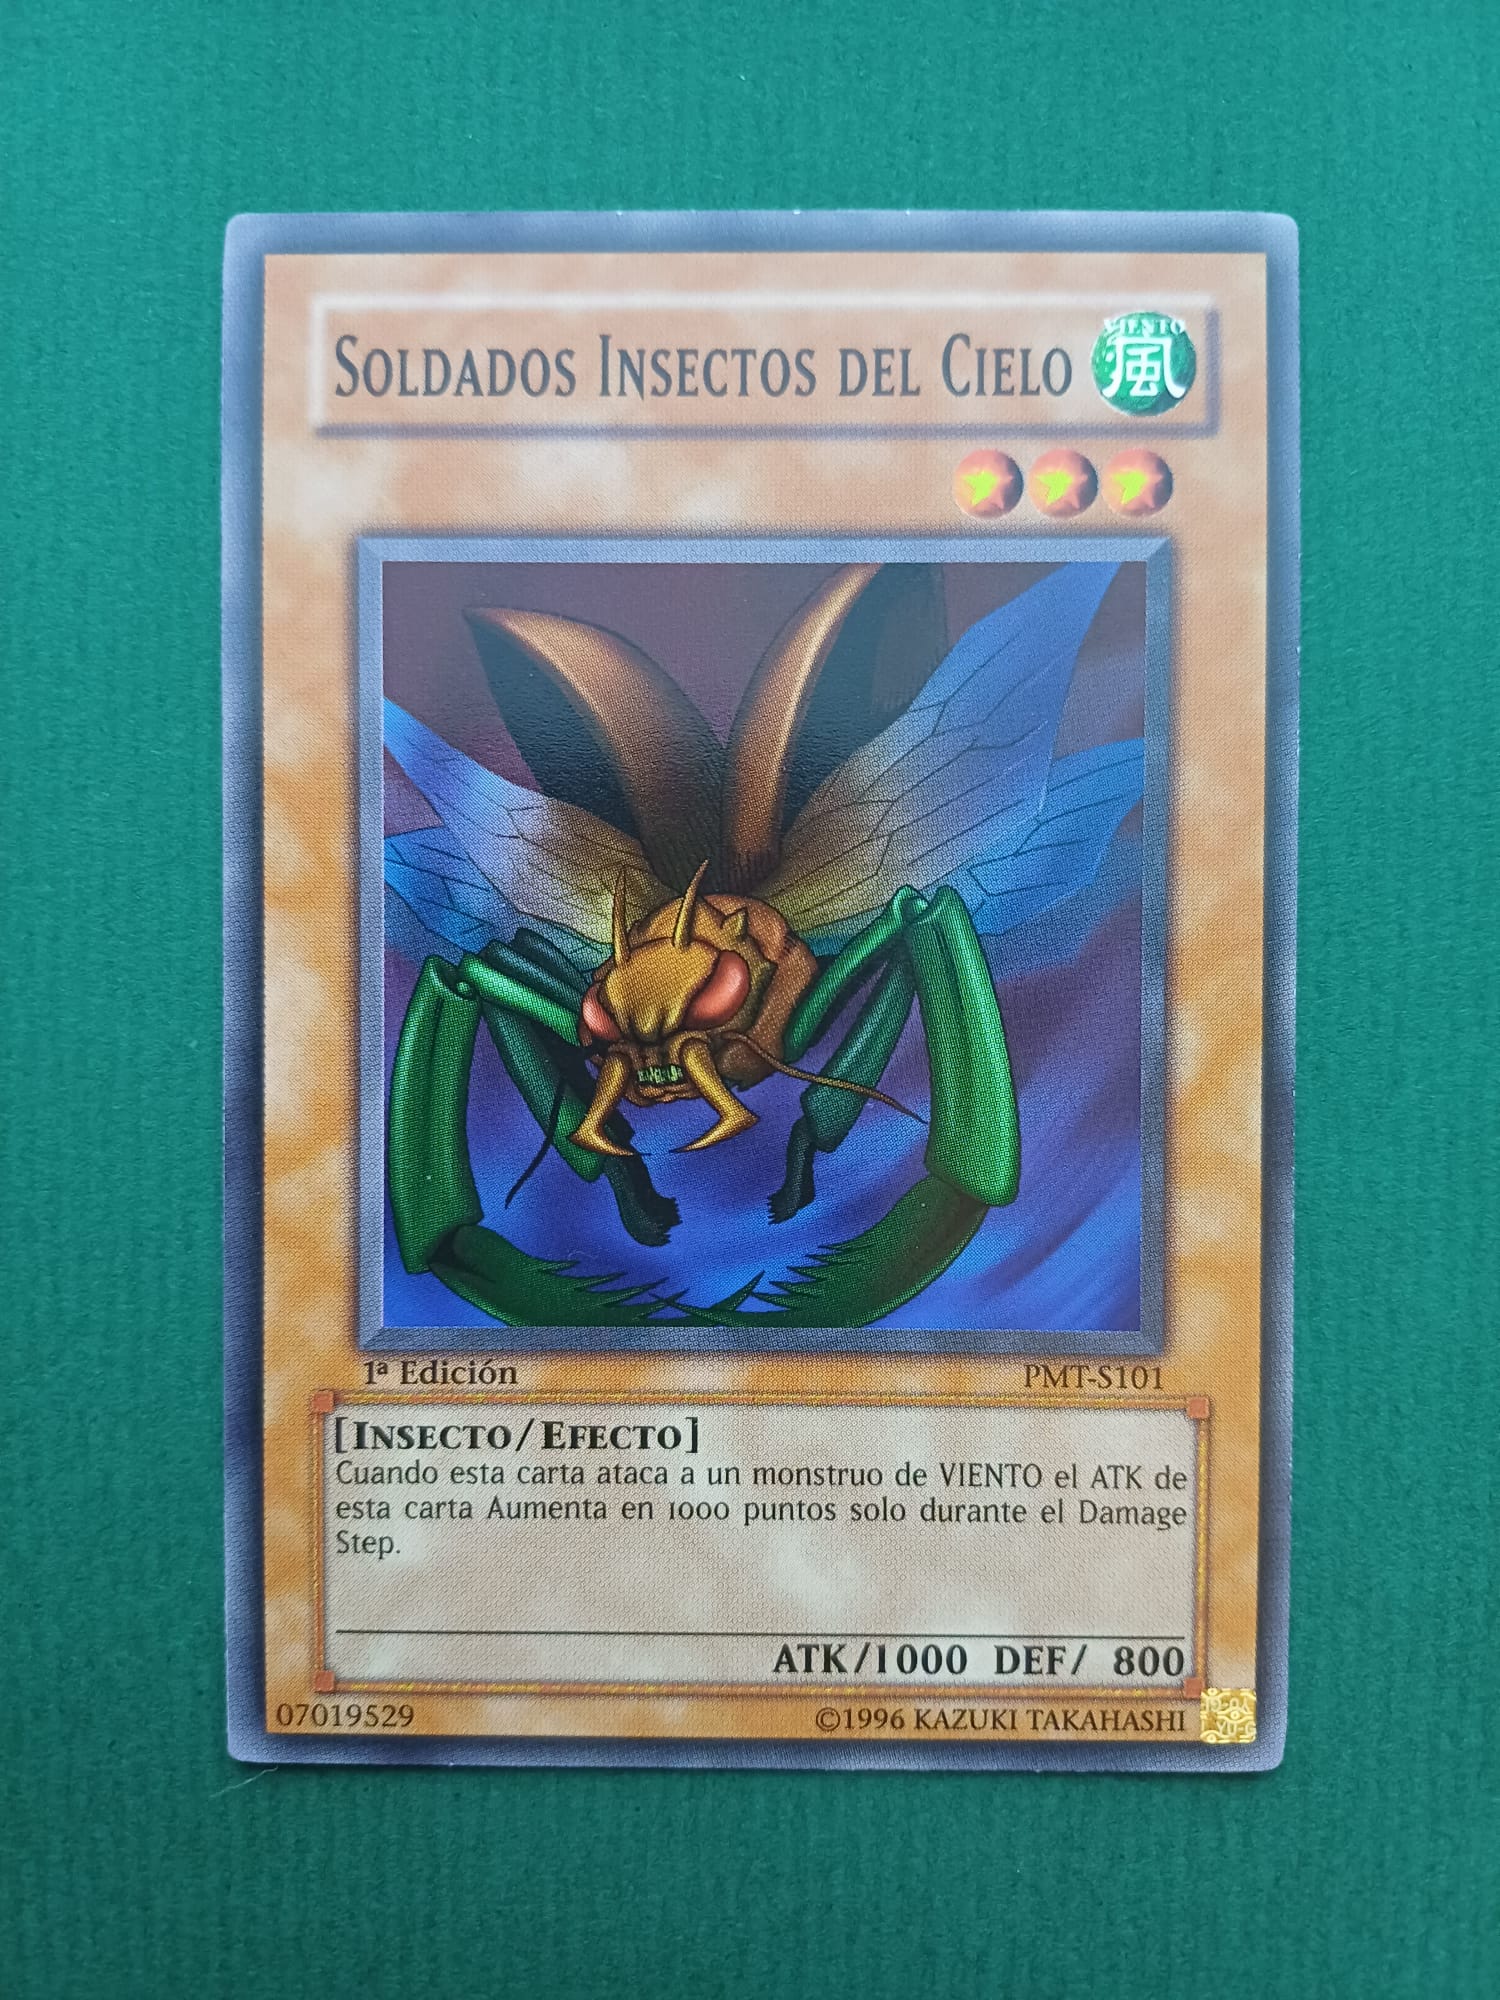 Soldados Insectos del Cielo
VIENTO
風
1ª Edición
PMT-S101
[Insecto/Efecto]
Cuando esta carta ataca a un monstruo de VIENTO el ATK de
esta carta Aumenta en 1000 puntos solo durante el Damage
Step.
ATK/1000 DEF/ 800
07019529
©1996 KAZUKI TAKAHASHI